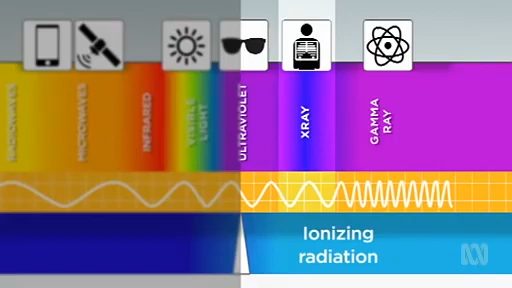 RADIOWAVES
MICROWAVES
INFRARED
VISIBLE
LIGHT
ULTRAVIOLET
XRAY
GAMMA
RAY
Ionizing
radiation